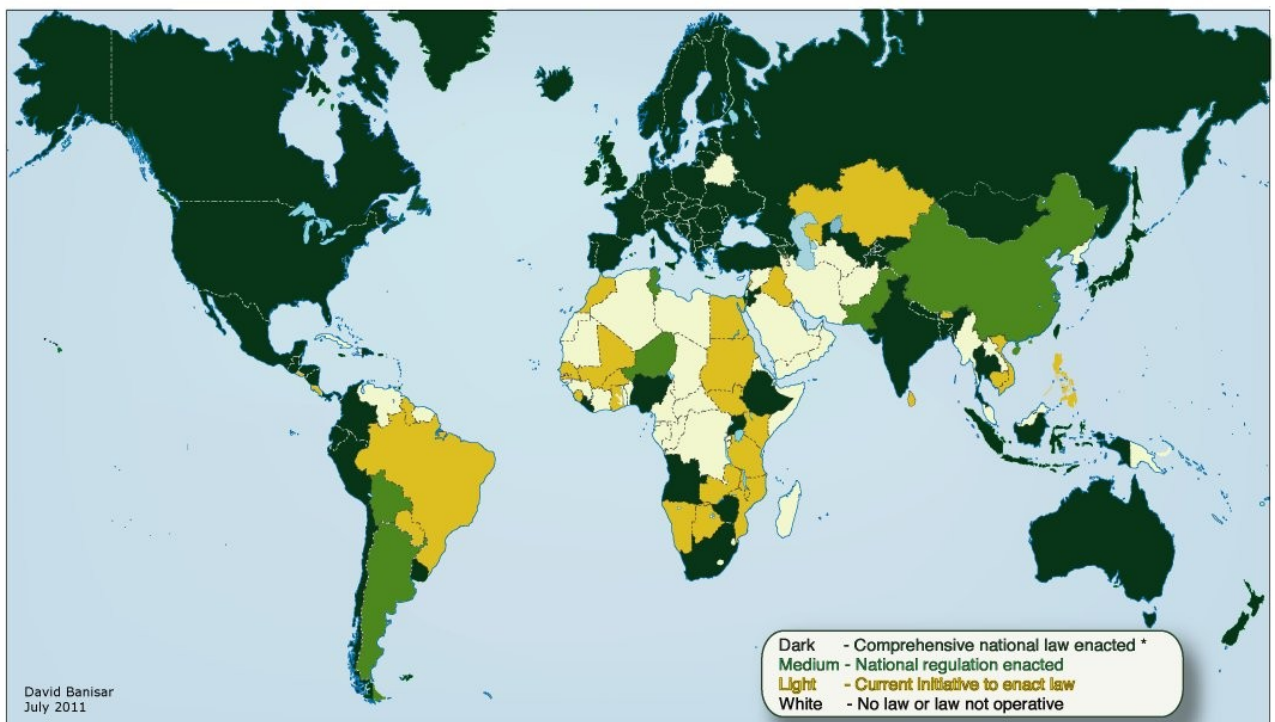 David Banisar
July 2011
Dark - Comprehensive national law enacted *
Medium - National regulation enacted
Light - Current initiative to enact law
White - No law or law not operative